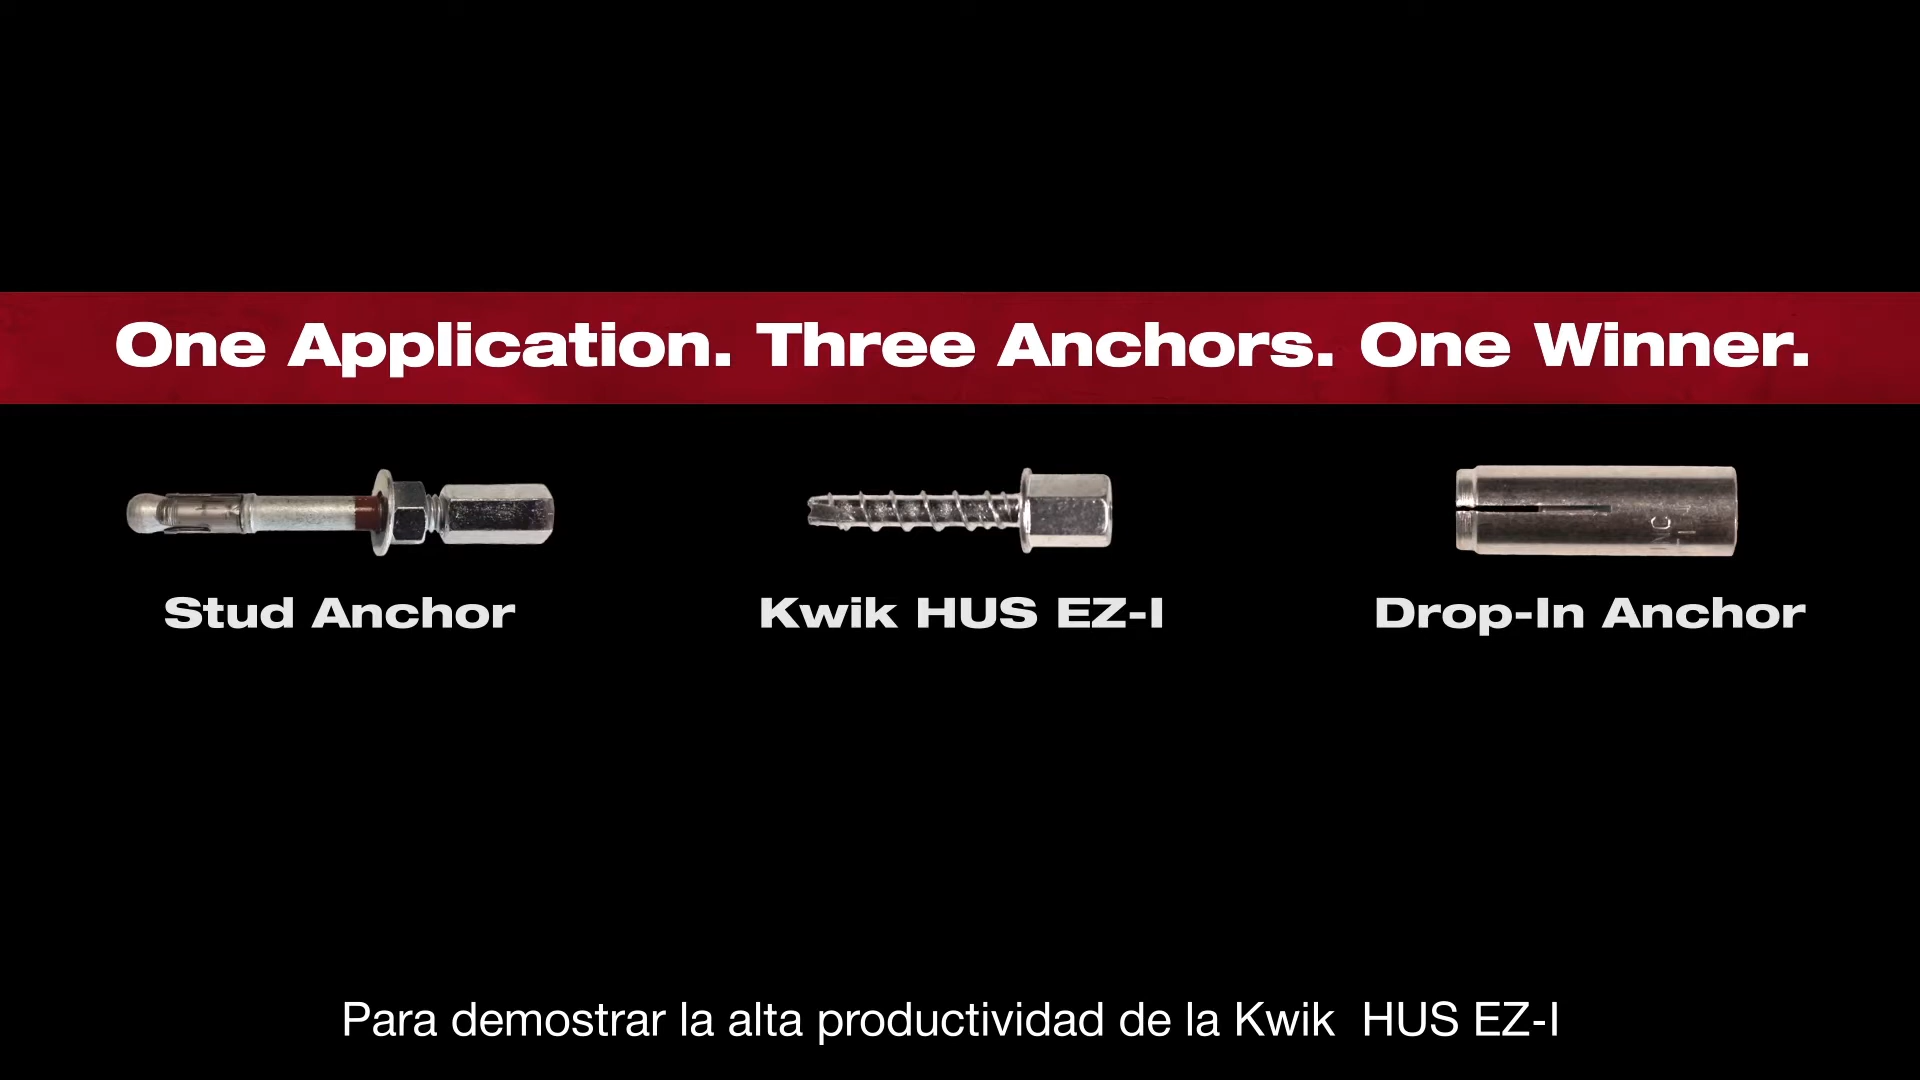 One Application. Three Anchors. One Winner.
Stud Anchor
Kwik HUS EZ-I
Drop-In Anchor
Para demostrar la alta productividad de la Kwik  HUS EZ-I